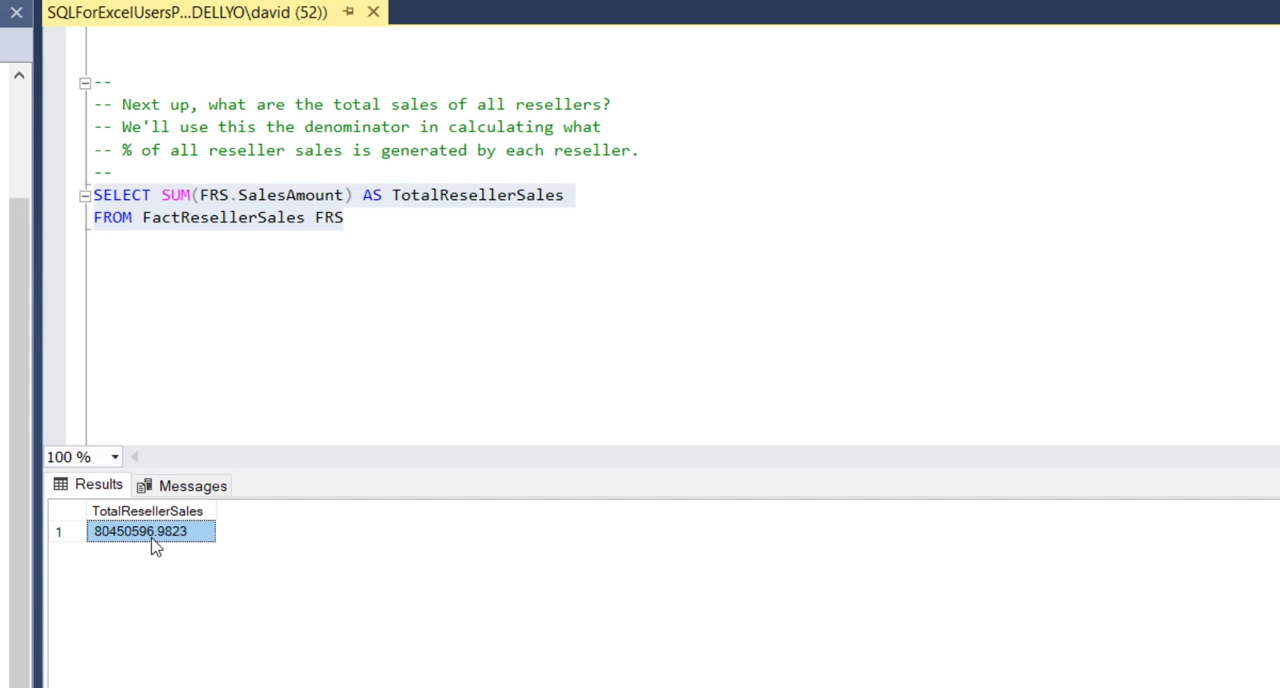 SQLForExcelUsersP...DELLYO\david (52))
--
-- Next up, what are the total sales of all resellers?
-- We'll use this the denominator in calculating what
-- % of all reseller sales is generated by each reseller.
--
SELECT SUM(FRS.SalesAmount) AS TotalResellerSales
FROM FactResellerSales FRS
100 %
Results Messages
TotalResellerSales
1 80450596.9823